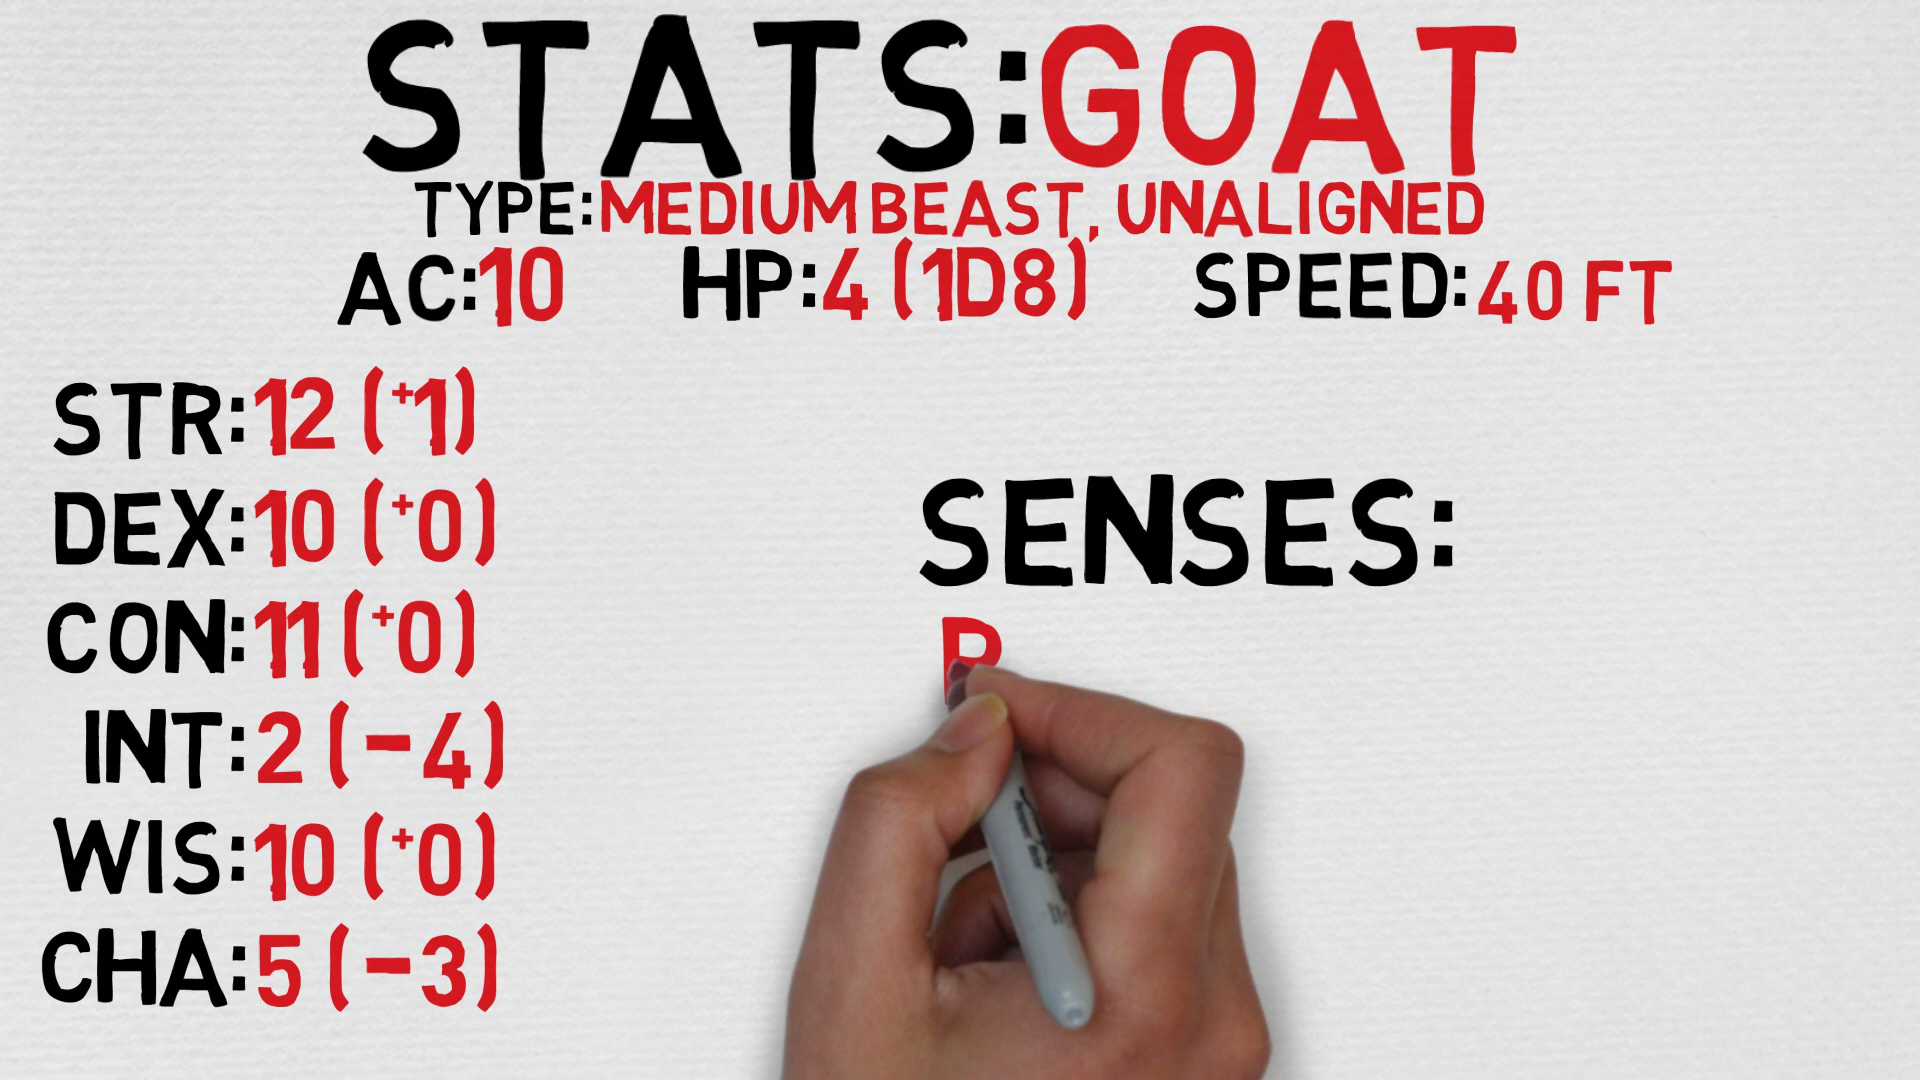 STATS:GOAT
TYPE:MEDIUM BEAST, UNALIGNED
AC:10 HP:4 (1D8) SPEED:40 FT
STR:12 (+1)
DEX:10 (+0)
CON:11 (+0)
INT:2 (-4)
WIS:10 (+0)
CHA:5 (-3)
SENSES: